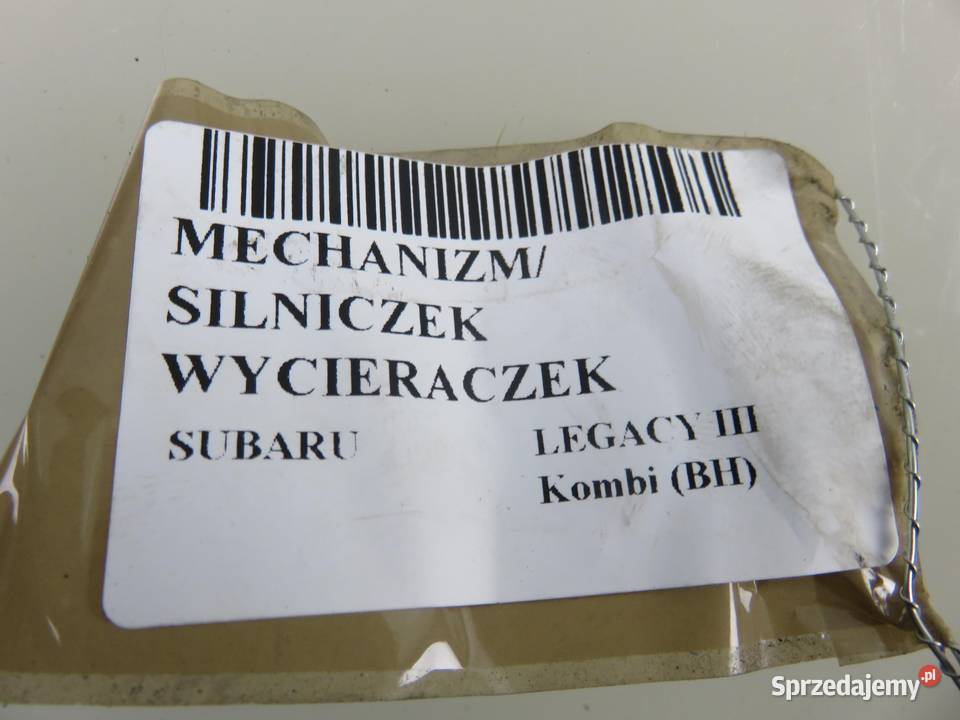 MECHANIZM/
SILNICZEK
WYCIERACZEK
SUBARU LEGACY III
Kombi (BH)
Sprzedajemy.pl